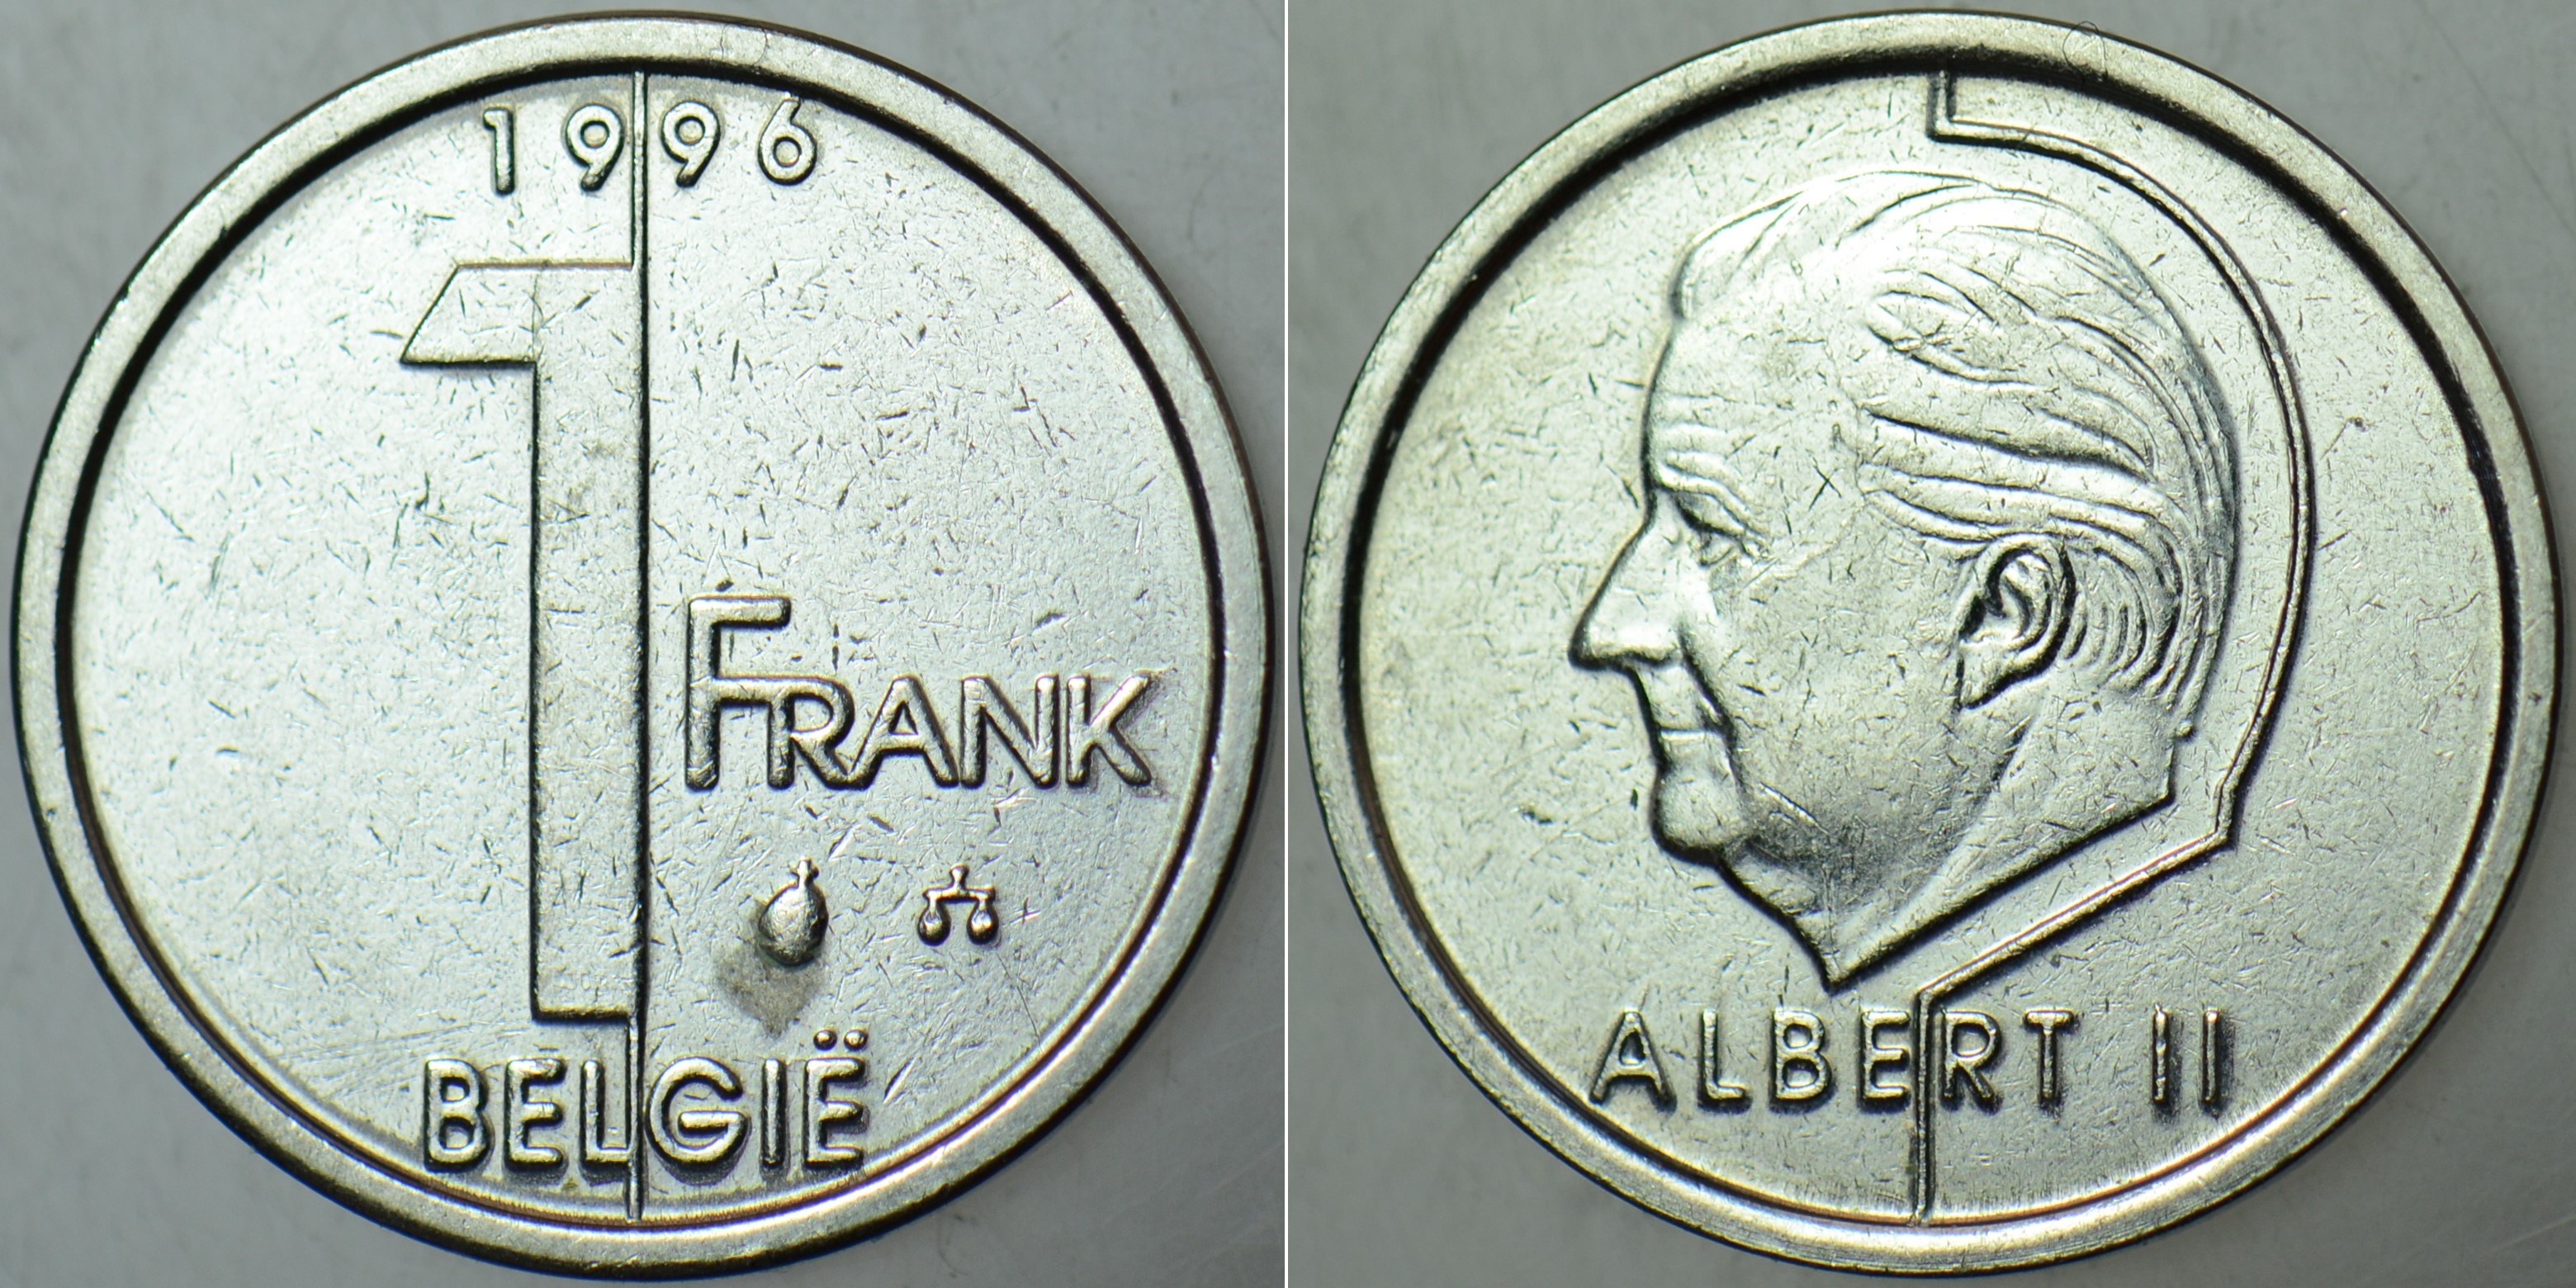 1996
1
FRANK
BELGIË
ALBERT II